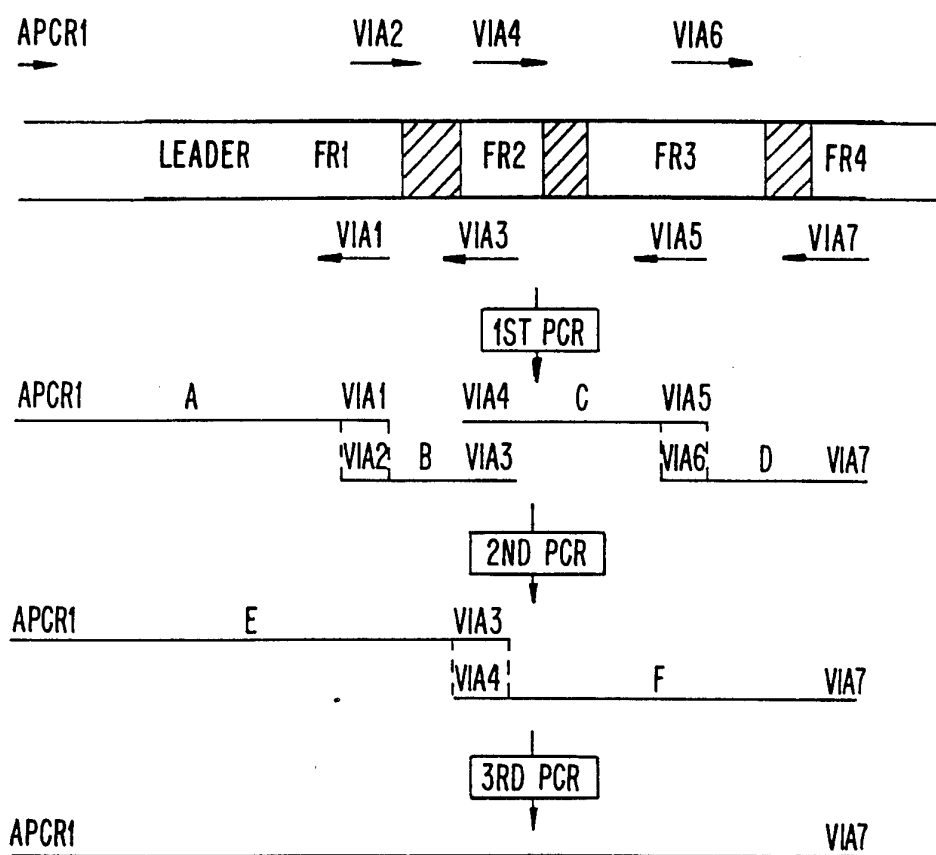 APCR1 VIA2 VIA4 VIA6
LEADER FR1 FR2 FR3 FR4
VIA1 VIA3 VIA5 VIA7
1ST PCR
APCR1 A VIA1 VIA4 C VIA5
VIA2 B VIA3 VIA6 D VIA7
2ND PCR
APCR1 E VIA3
VIA4 F VIA7
3RD PCR
APCR1 VIA7